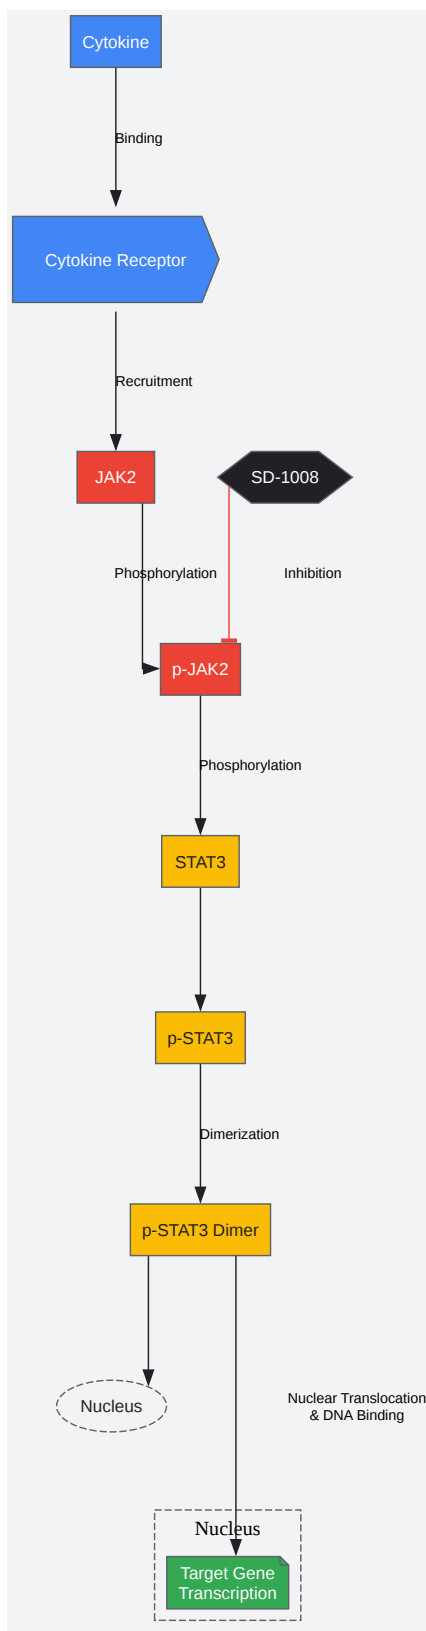 Cytokine
Binding
Cytokine Receptor
Recruitment
JAK2
SD-1008
Phosphorylation
Inhibition
p-JAK2
Phosphorylation
STAT3
p-STAT3
Dimerization
p-STAT3 Dimer
Nucleus
Nuclear Translocation
& DNA Binding
Nucleus
Target Gene
Transcription